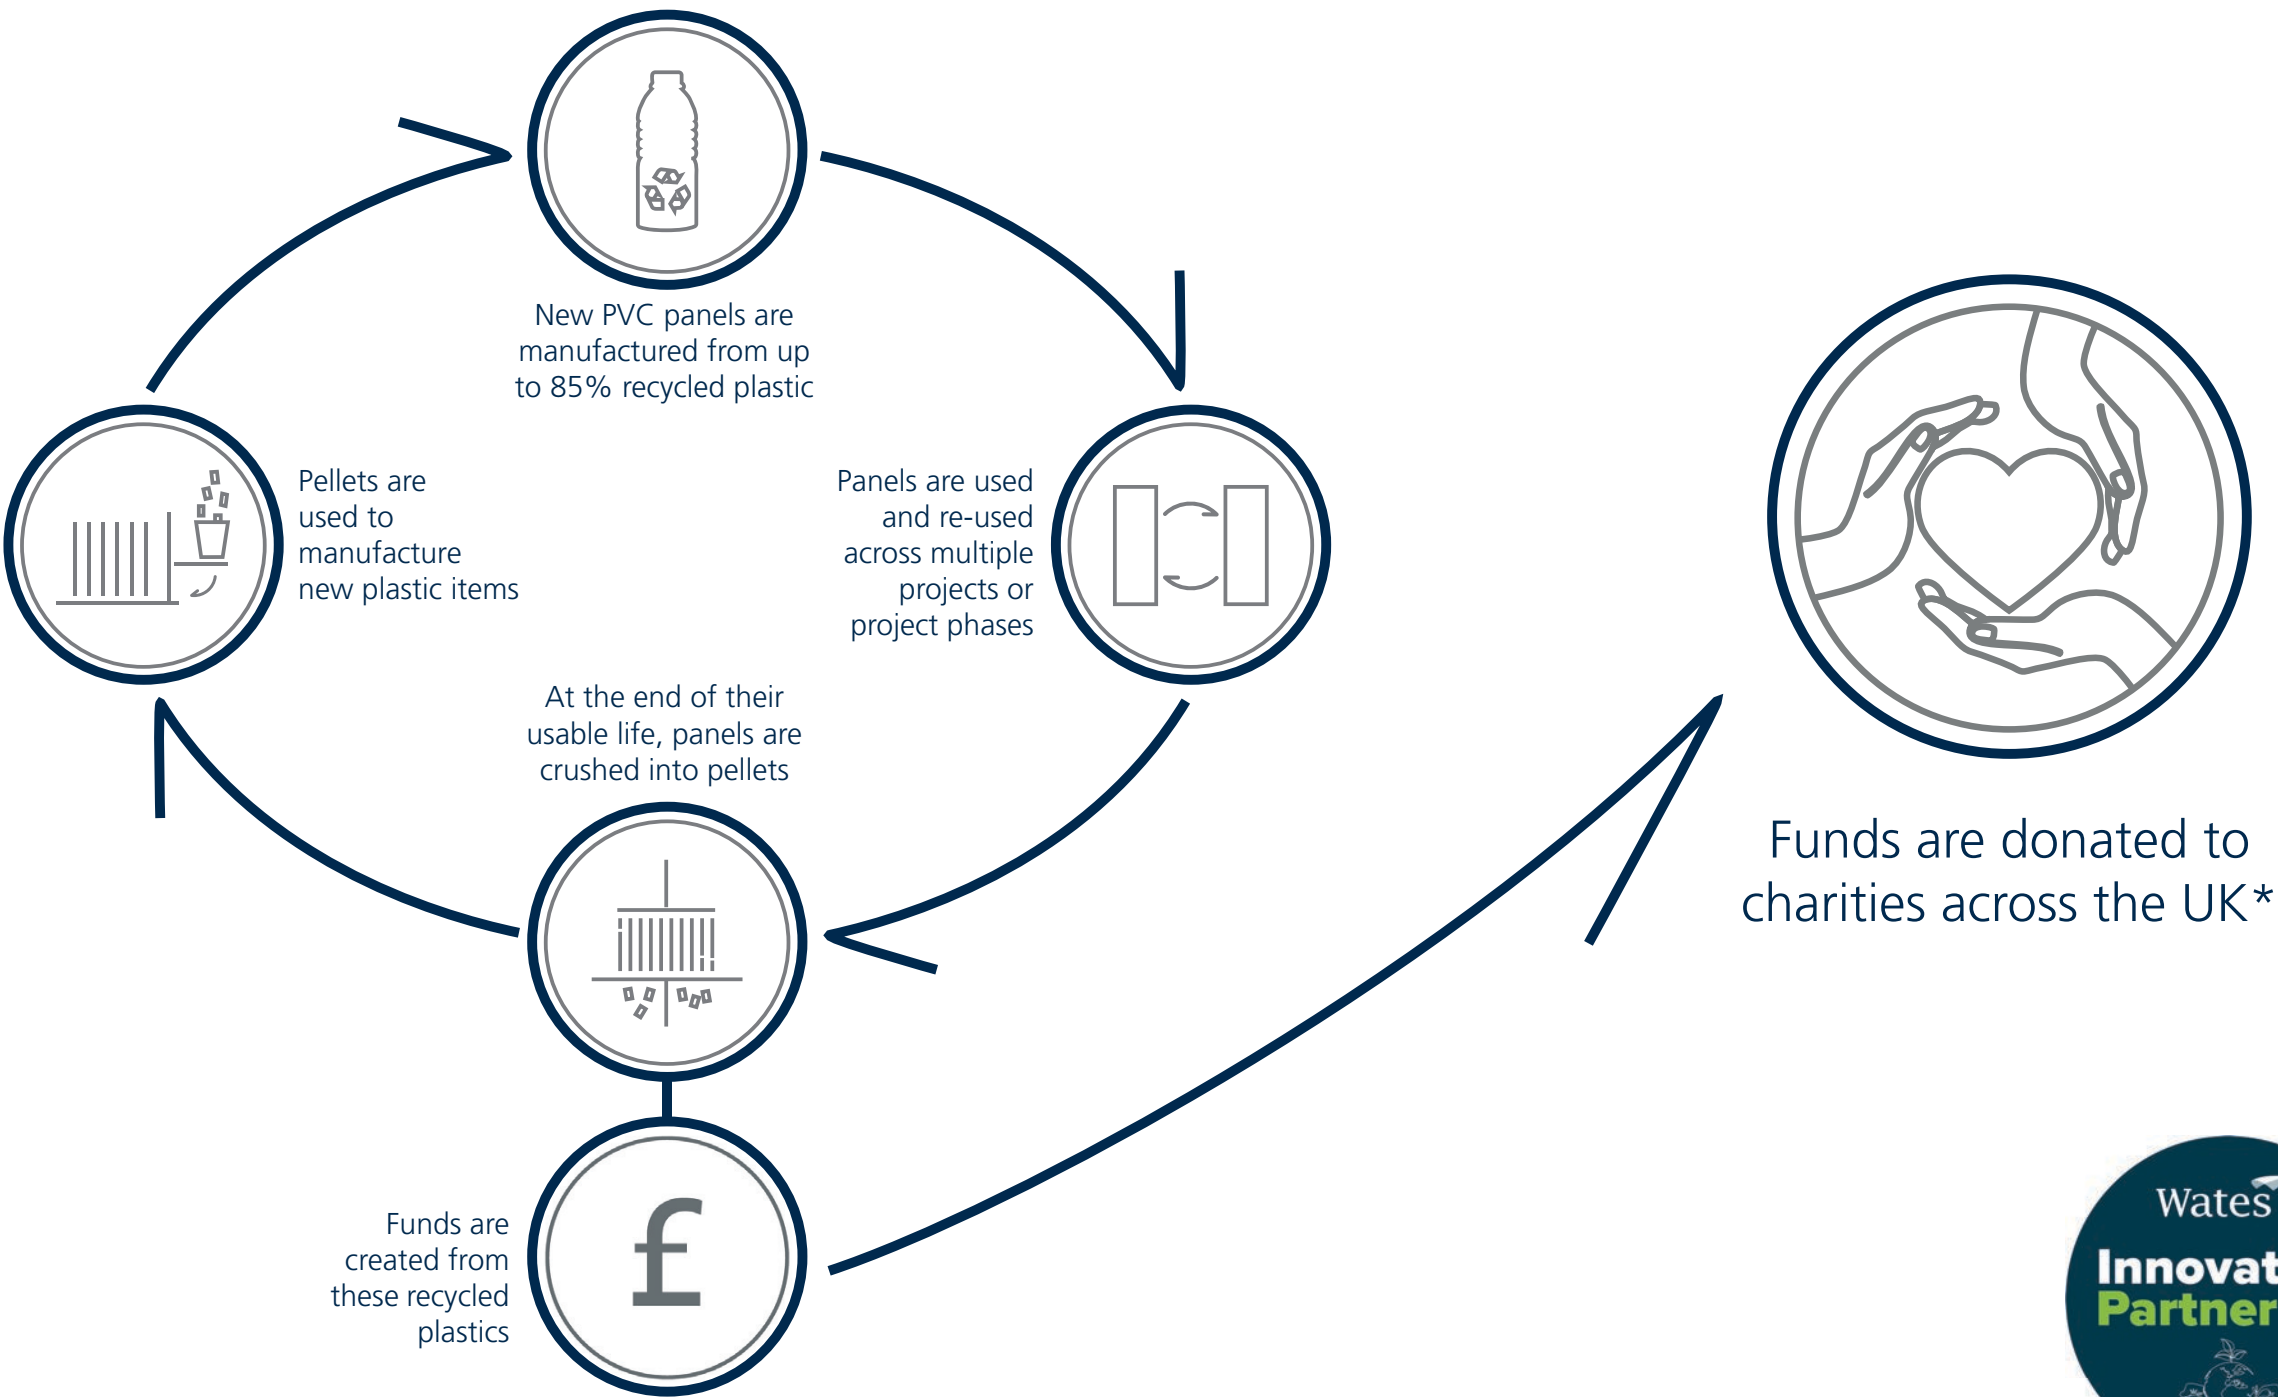 New PVC panels are
manufactured from up
to 85% recycled plastic
Panels are used
and re-used
across multiple
projects or
project phases
At the end of their
usable life, panels are
crushed into pellets
Pellets are
used to
manufacture
new plastic items
Funds are
created from
these recycled
plastics
£
Funds are donated to
charities across the UK*
Wates
Innovat
Partner